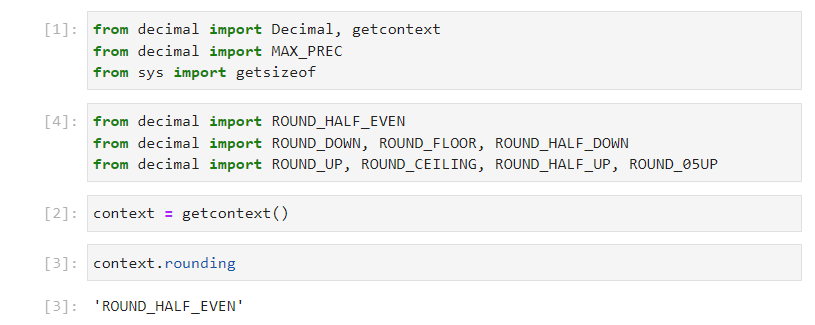 [1]: from decimal import Decimal, getcontext
from decimal import MAX_PREC
from sys import getsizeof
[4]: from decimal import ROUND_HALF_EVEN
from decimal import ROUND_DOWN, ROUND_FLOOR, ROUND_HALF_DOWN
from decimal import ROUND_UP, ROUND_CEILING, ROUND_HALF_UP, ROUND_05UP
[2]: context = getcontext()
[3]: context.rounding
[3]: 'ROUND_HALF_EVEN'